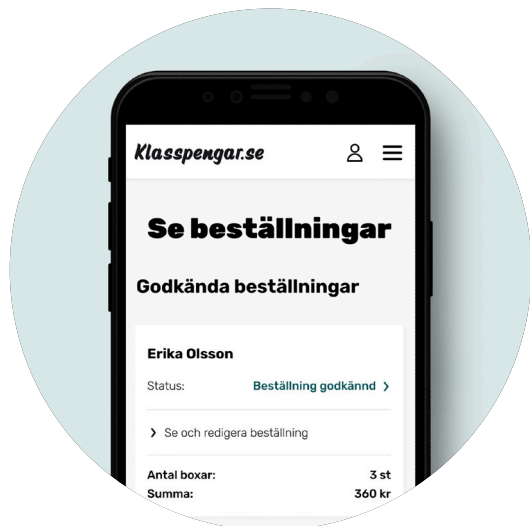 Klasspengar.se
Se beställningar
Godkända beställningar
Erika Olsson
Status: Beställning godkännd
Se och redigera beställning
Antal boxar: 3 st
Summa: 360 kr